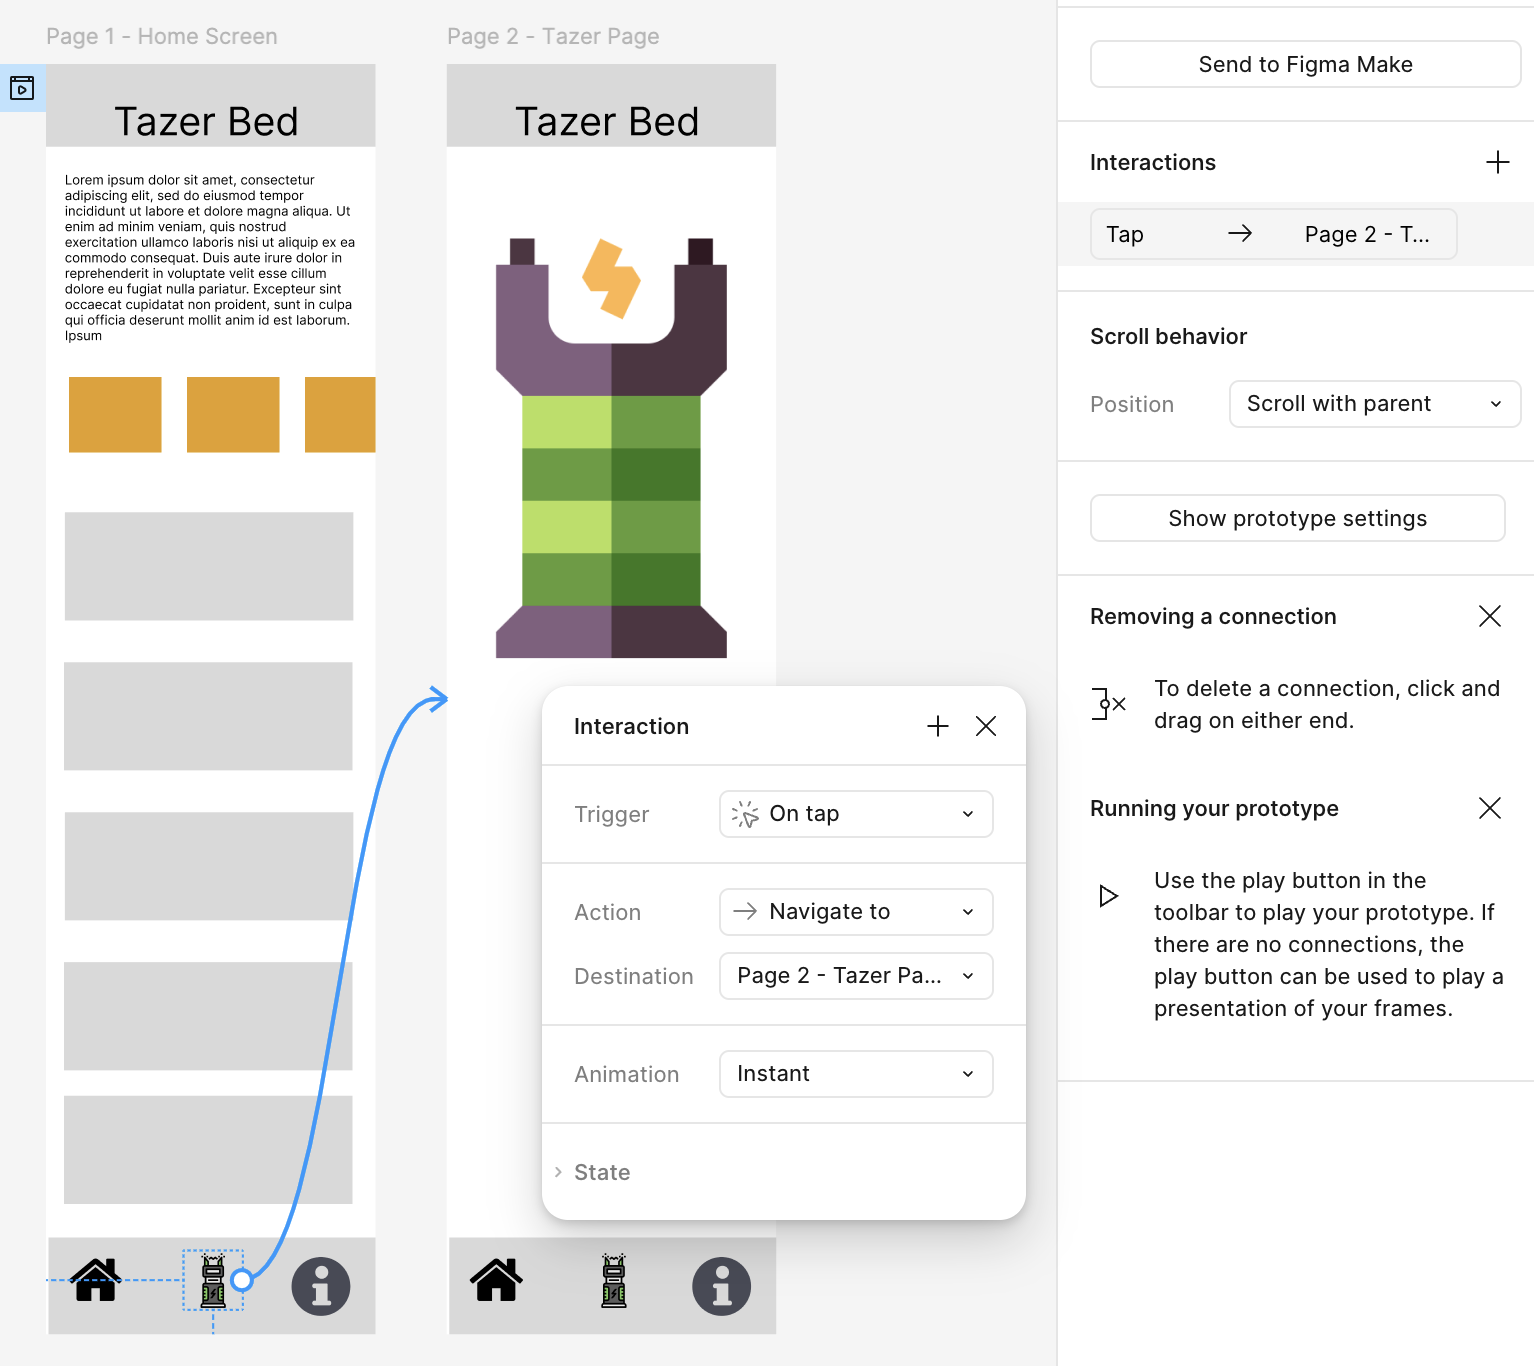 Page 1 - Home Screen
Tazer Bed
Lorem ipsum dolor sit amet, consectetur
adipiscing elit, sed do eiusmod tempor
incididunt ut labore et dolore magna aliqua. Ut
enim ad minim veniam, quis nostrud
exercitation ullamco laboris nisi ut aliquip ex ea
commodo consequat. Duis aute irure dolor in
reprehenderit in voluptate velit esse cillum
dolore eu fugiat nulla pariatur. Excepteur sint
occaecat cupidatat non proident, sunt in culpa
qui officia deserunt mollit anim id est laborum.
Ipsum
Page 2 - Tazer Page
Tazer Bed
Interaction
Trigger
On tap
Action
Navigate to
Destination
Page 2 - Tazer Pa...
Animation
Instant
State
Send to Figma Make
Interactions
Tap
Page 2 - T...
Scroll behavior
Position
Scroll with parent
Show prototype settings
Removing a connection
To delete a connection, click and
drag on either end.
Running your prototype
Use the play button in the
toolbar to play your prototype. If
there are no connections, the
play button can be used to play a
presentation of your frames.